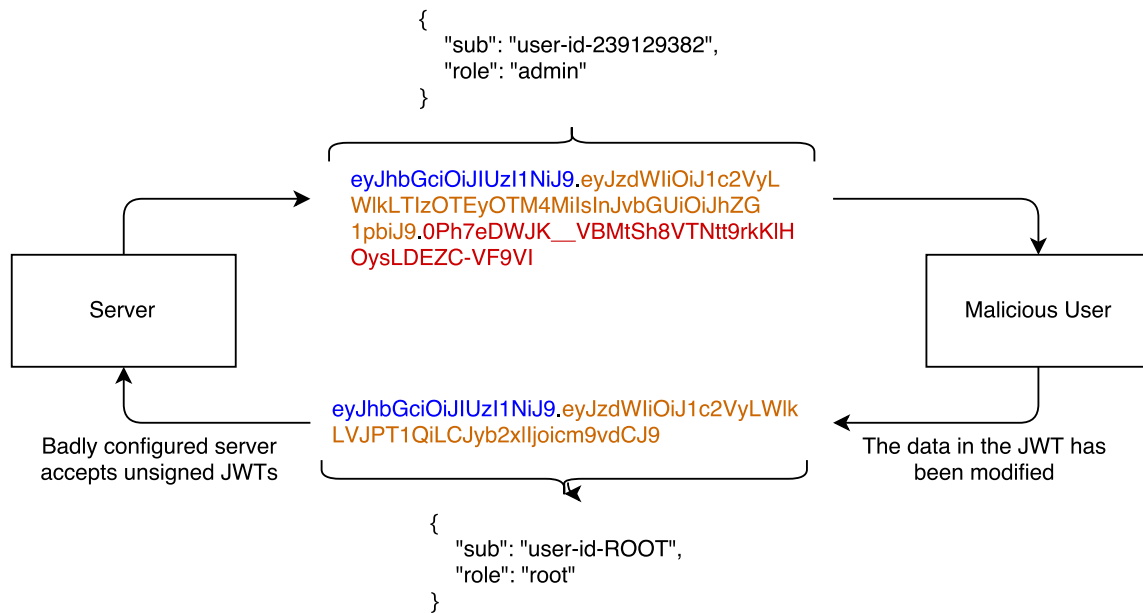 {
"sub": "user-id-239129382",
"role": "admin"
}
eyJhbGciOiJIUzI1NiJ9.eyJzdWIiOiJ1c2VyL
WlkLTIzOTEyOTM4MiIsInJvbGUiOiJhZG
1pbiJ9.0Ph7eDWJK__VBMtSh8VTNtt9rkKlH
OysLDEZC-VF9VI
Server
Malicious User
eyJhbGciOiJIUzI1NiJ9.eyJzdWIiOiJ1c2VyLWlk
LVJPT1QiLCJyb2xlIjoicm9vdCJ9
Badly configured server
accepts unsigned JWTs
The data in the JWT has
been modified
{
"sub": "user-id-ROOT",
"role": "root"
}